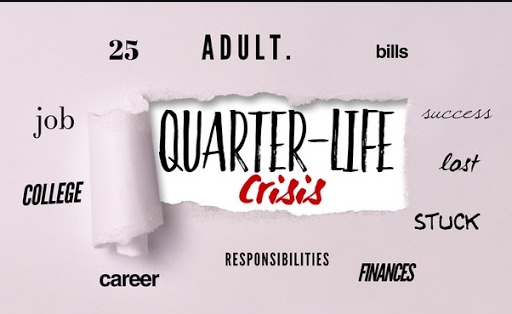 25
ADULT.
bills
job
QUARTER-LIFE
Crisis
success
lost
COLLEGE
STUCK
RESPONSIBILITIES
FINANCES
career